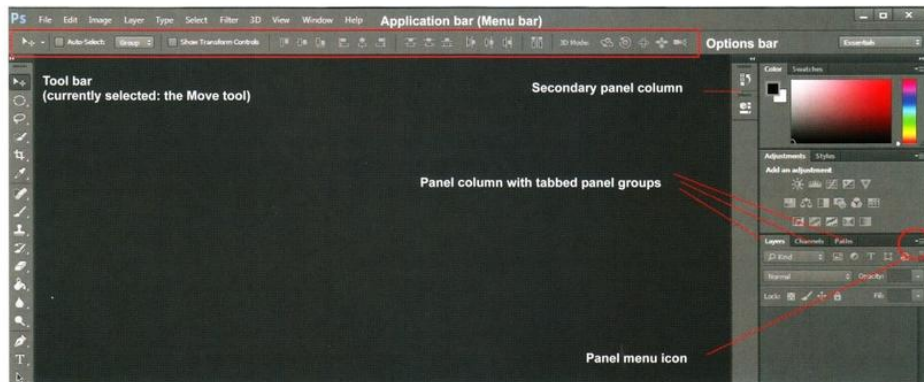 Ps File Edit Image Layer Type Select Filter 3D View Window Help Application bar (Menu bar)
Auto-Select: Group Show Transform Controls 3D Mode: Options bar Essentials
Tool bar
(currently selected: the Move tool)
Secondary panel column
Color Swatches
Adjustments Styles
Add an adjustment
Panel column with tabbed panel groups
Layers Channels Paths
Kind
Normal Opacity:
Lock: Fill:
Panel menu icon